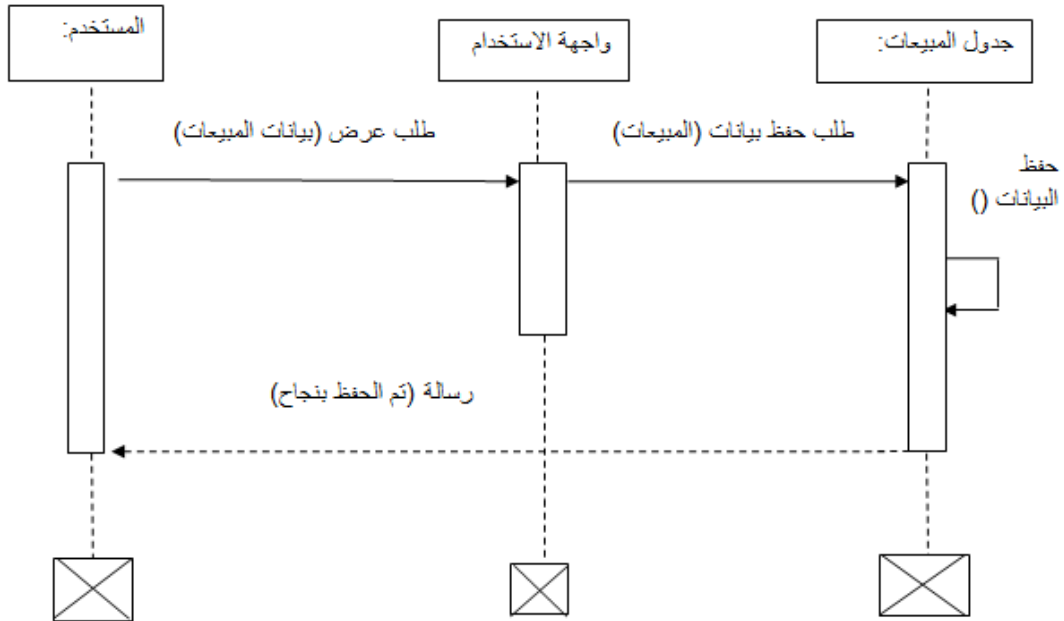 المستخدم:
واجهة الاستخدام
جدول المبيعات:
طلب عرض (بيانات المبيعات)
طلب حفظ بيانات (المبيعات)
حفظ
البيانات ()
رسالة (تم الحفظ بنجاح)